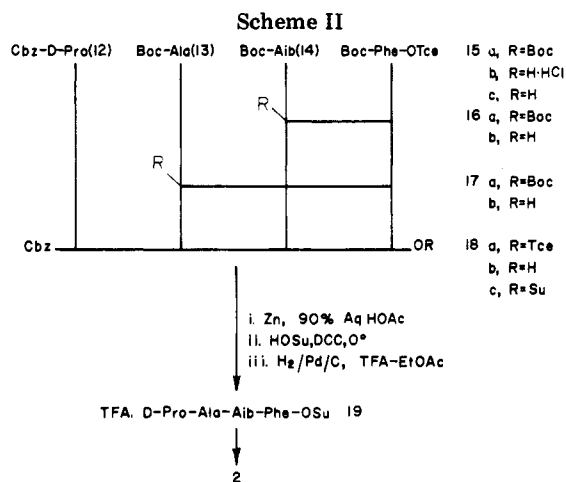 Scheme II
Cbz-D-Pro(12) Boc-Ala(13) Boc-Aib(14) Boc-Phe-OTce 15 a, R=Boc
b, R=H·HCl
c, R=H
R 16 a, R=Boc
b, R=H
R 17 a, R=Boc
b, R=H
Cbz OR 18 a, R=Tce
b, R=H
c, R=Su
i. Zn, 90% Aq HOAc
ii. HOSu, DCC, 0°
iii. H₂/Pd/C, TFA-EtOAc
TFA. D-Pro-Ala-Aib-Phe-OSu 19
2